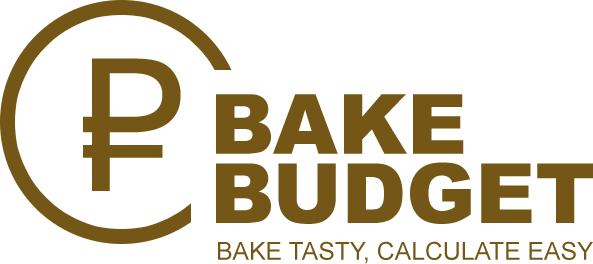 ₽
BAKE
BUDGET
BAKE TASTY, CALCULATE EASY